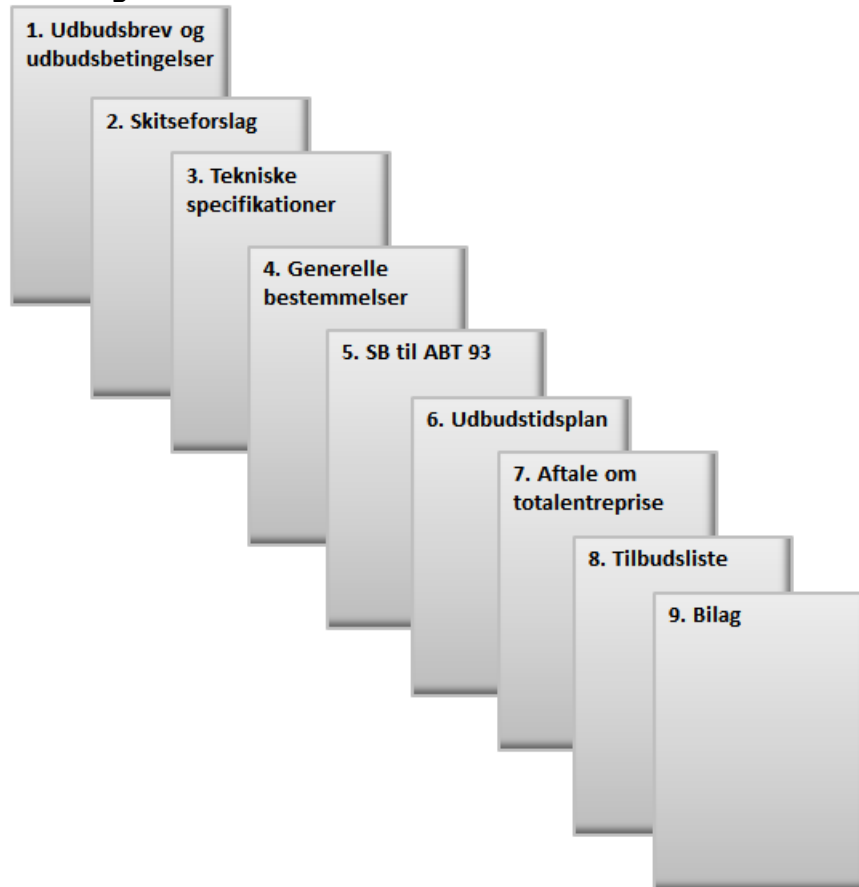 1. Udbudsbrev og
udbudsbetingelser
2. Skitseforslag
3. Tekniske
specifikationer
4. Generelle
bestemmelser
5. SB til ABT 93
6. Udbudstidsplan
7. Aftale om
totalentreprise
8. Tilbudsliste
9. Bilag